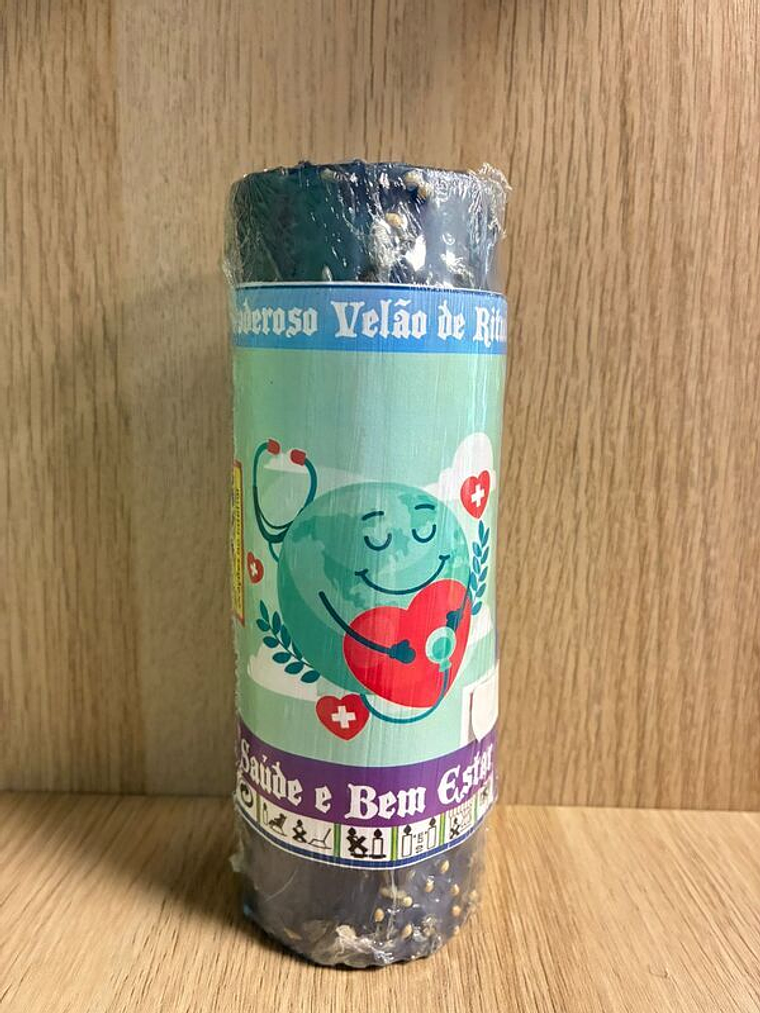 oderoso Velão de Ritu
Saúde e Bem Estar